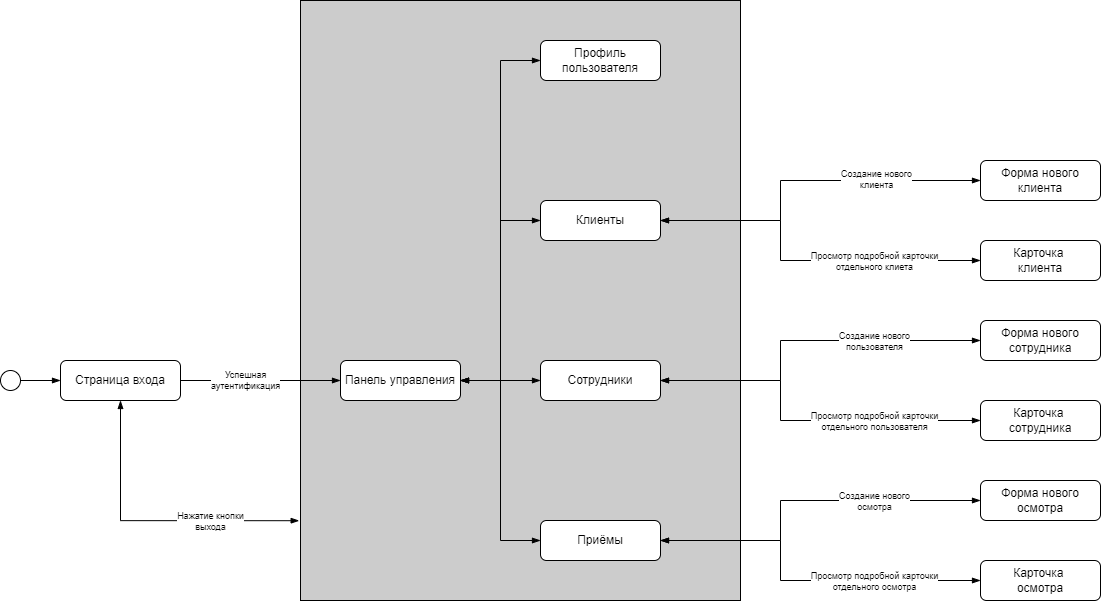 Профиль
пользователя
Создание нового
клиента
Форма нового
клиента
Клиенты
Просмотр подробной карточки
отдельного клиета
Карточка
клиента
Создание нового
пользователя
Форма нового
сотрудника
Страница входа
Успешная
аутентификация
Панель управления
Сотрудники
Просмотр подробной карточки
отдельного пользователя
Карточка
сотрудника
Создание нового
осмотра
Форма нового
осмотра
Нажатие кнопки
выхода
Приёмы
Просмотр подробной карточки
отдельного осмотра
Карточка
осмотра